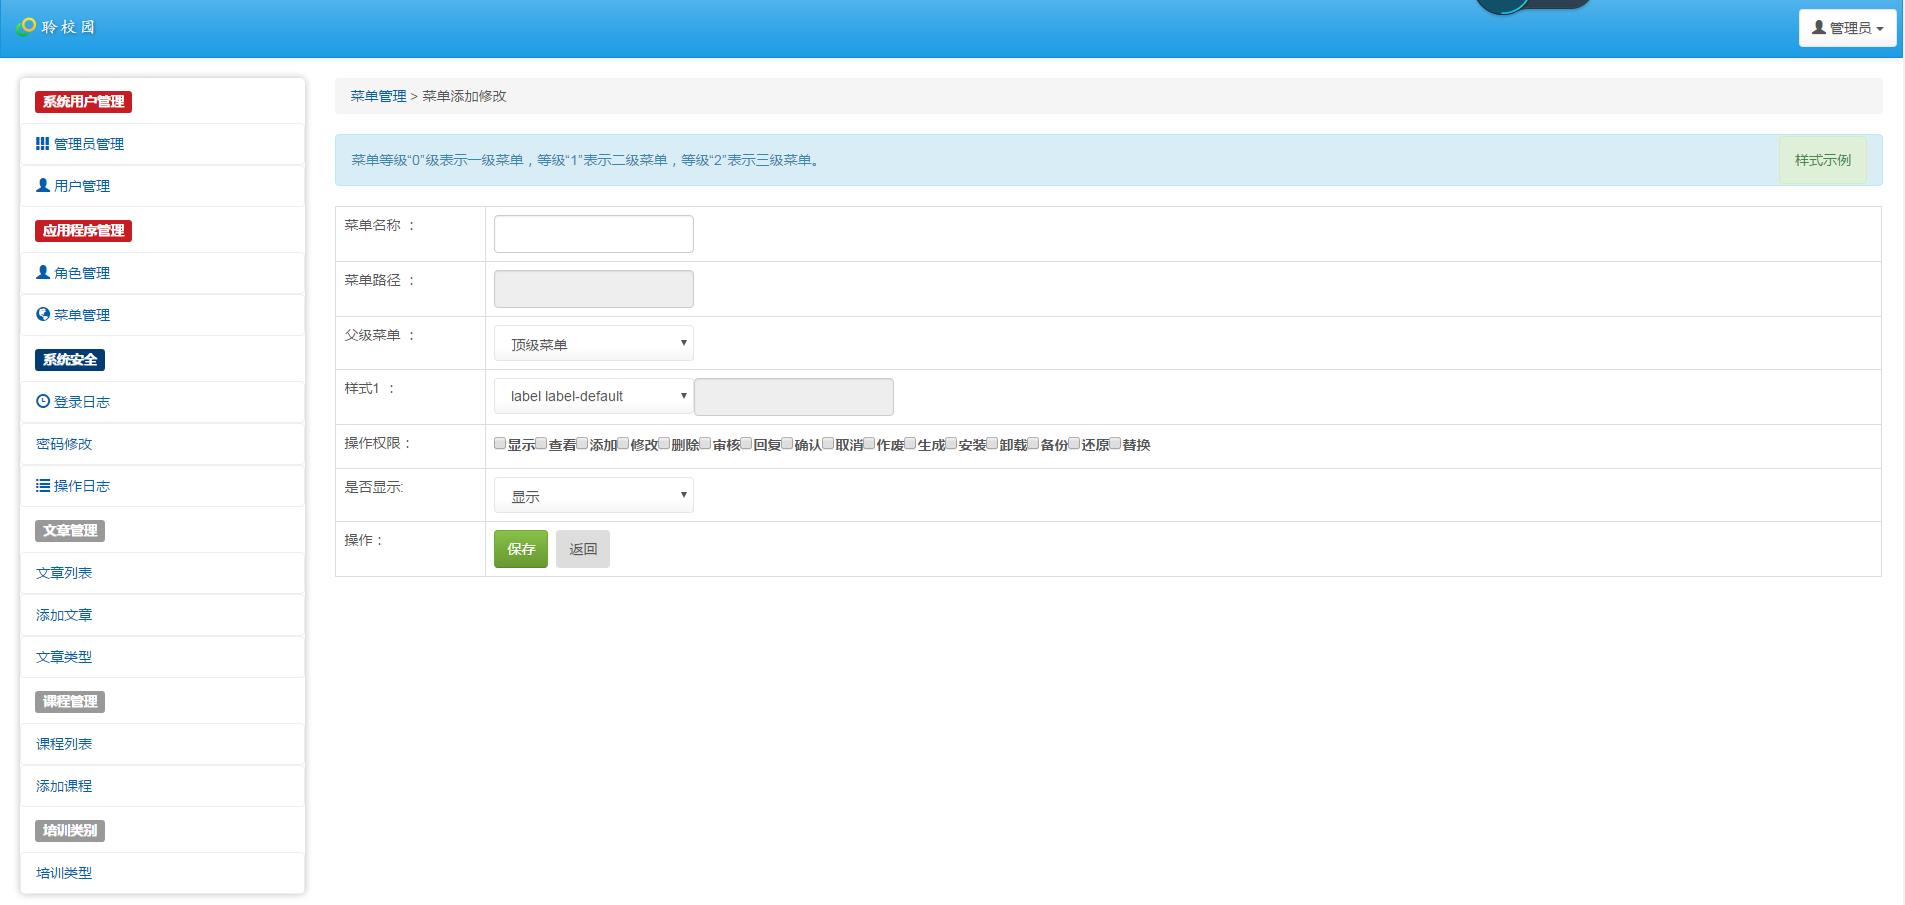 聆校园
管理员
系统用户管理
管理员管理
用户管理
应用程序管理
角色管理
菜单管理
系统安全
登录日志
密码修改
操作日志
文章管理
文章列表
添加文章
文章类型
课程管理
课程列表
添加课程
培训类别
培训类型
菜单管理 > 菜单添加修改
菜单等级“0”级表示一级菜单，等级“1”表示二级菜单，等级“2”表示三级菜单。
样式示例
菜单名称 ：
菜单路径 ：
父级菜单 ： 顶级菜单
样式1 ： label label-default
操作权限： 显示 查看 添加 修改 删除 审核 回复 确认 取消 作废 生成 安装 卸载 备份 还原 替换
是否显示: 显示
操作： 保存 返回